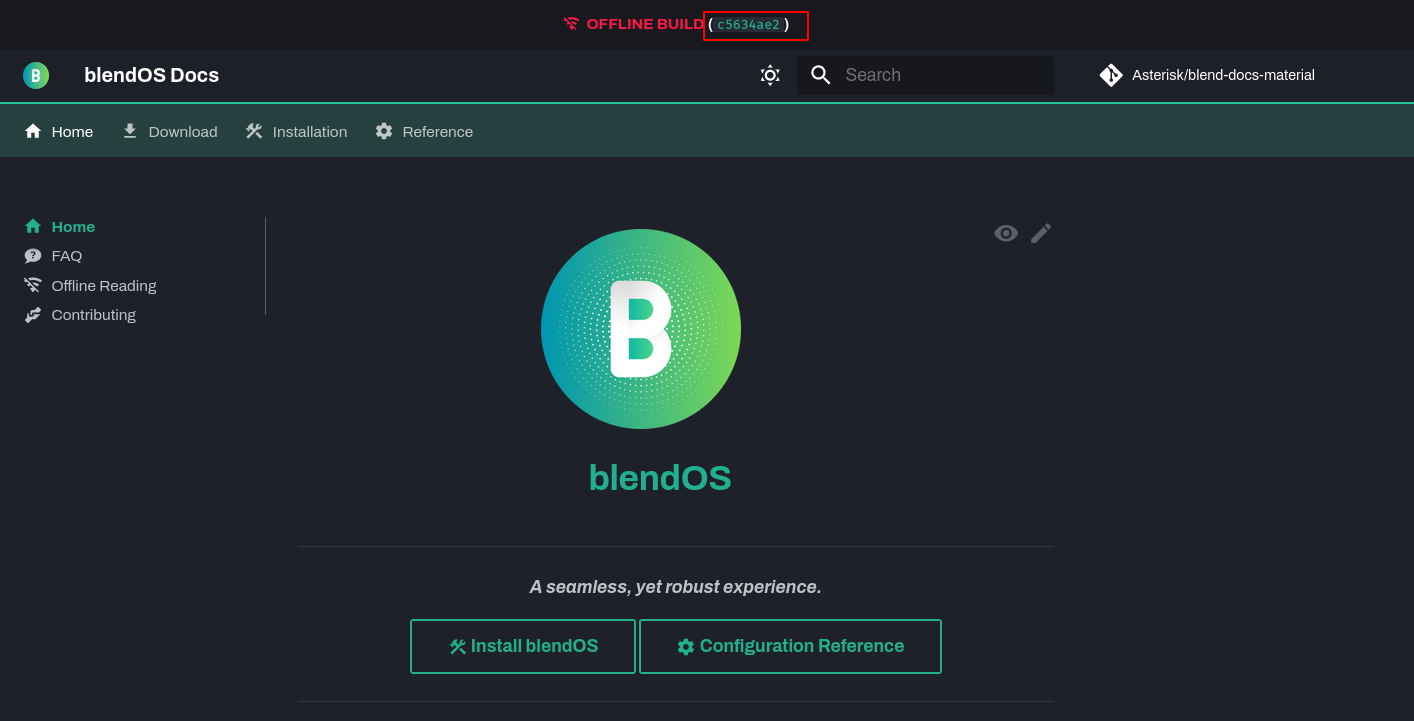 OFFLINE BUILD (c5634ae2)
B blendOS Docs Search Asterisk/blend-docs-material
Home Download Installation Reference
Home
FAQ
Offline Reading
Contributing
B
blendOS
A seamless, yet robust experience.
Install blendOS Configuration Reference